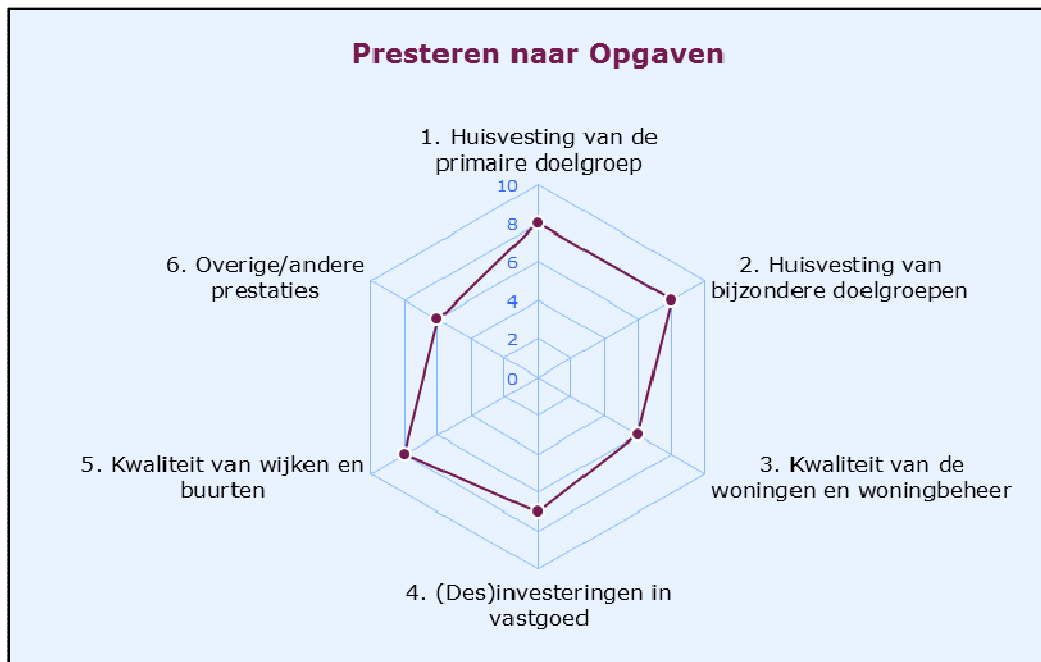 Presteren naar Opgaven
1. Huisvesting van de
primaire doelgroep
10
8
6
4
2
0
2. Huisvesting van
bijzondere doelgroepen
3. Kwaliteit van de
woningen en woningbeheer
4. (Des)investeringen in
vastgoed
5. Kwaliteit van wijken en
buurten
6. Overige/andere
prestaties